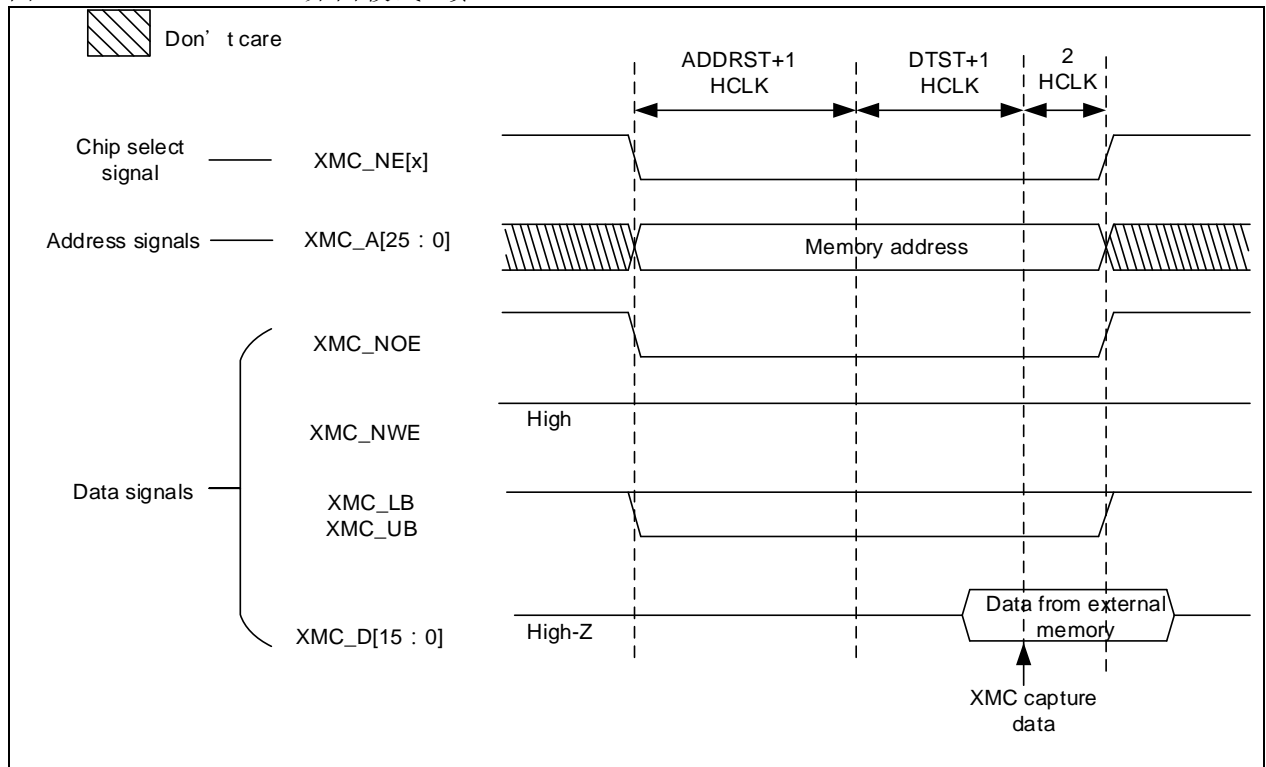 Don’t care
ADDRST+1
HCLK
DTST+1
HCLK
2
HCLK
Chip select
signal
XMC_NE[x]
Address signals
XMC_A[25：0]
Memory address
XMC_NOE
High
XMC_NWE
Data signals
XMC_LB
XMC_UB
Data from external
memory
High-Z
XMC_D[15：0]
XMC capture
data